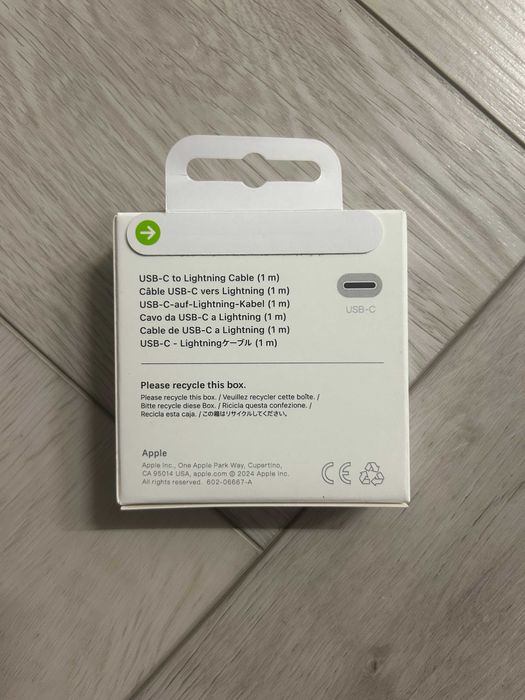 USB-C to Lightning Cable (1 m)
Câble USB-C vers Lightning (1 m)
USB-C-auf-Lightning-Kabel (1 m)
Cavo da USB-C a Lightning (1 m)
Cable de USB-C a Lightning (1 m)
USB-C - Lightningケーブル (1 m)
USB-C
Please recycle this box.
Please recycle this box. / Veuillez recycler cette boîte. /
Bitte recycle diese Box. / Ricicla questa confezione. /
Recicla esta caja. / この箱はリサイクルしてください。
Apple
Apple Inc., One Apple Park Way, Cupertino,
CA 95014 USA, apple.com © 2024 Apple Inc.
All rights reserved. 602-06667-A
CE